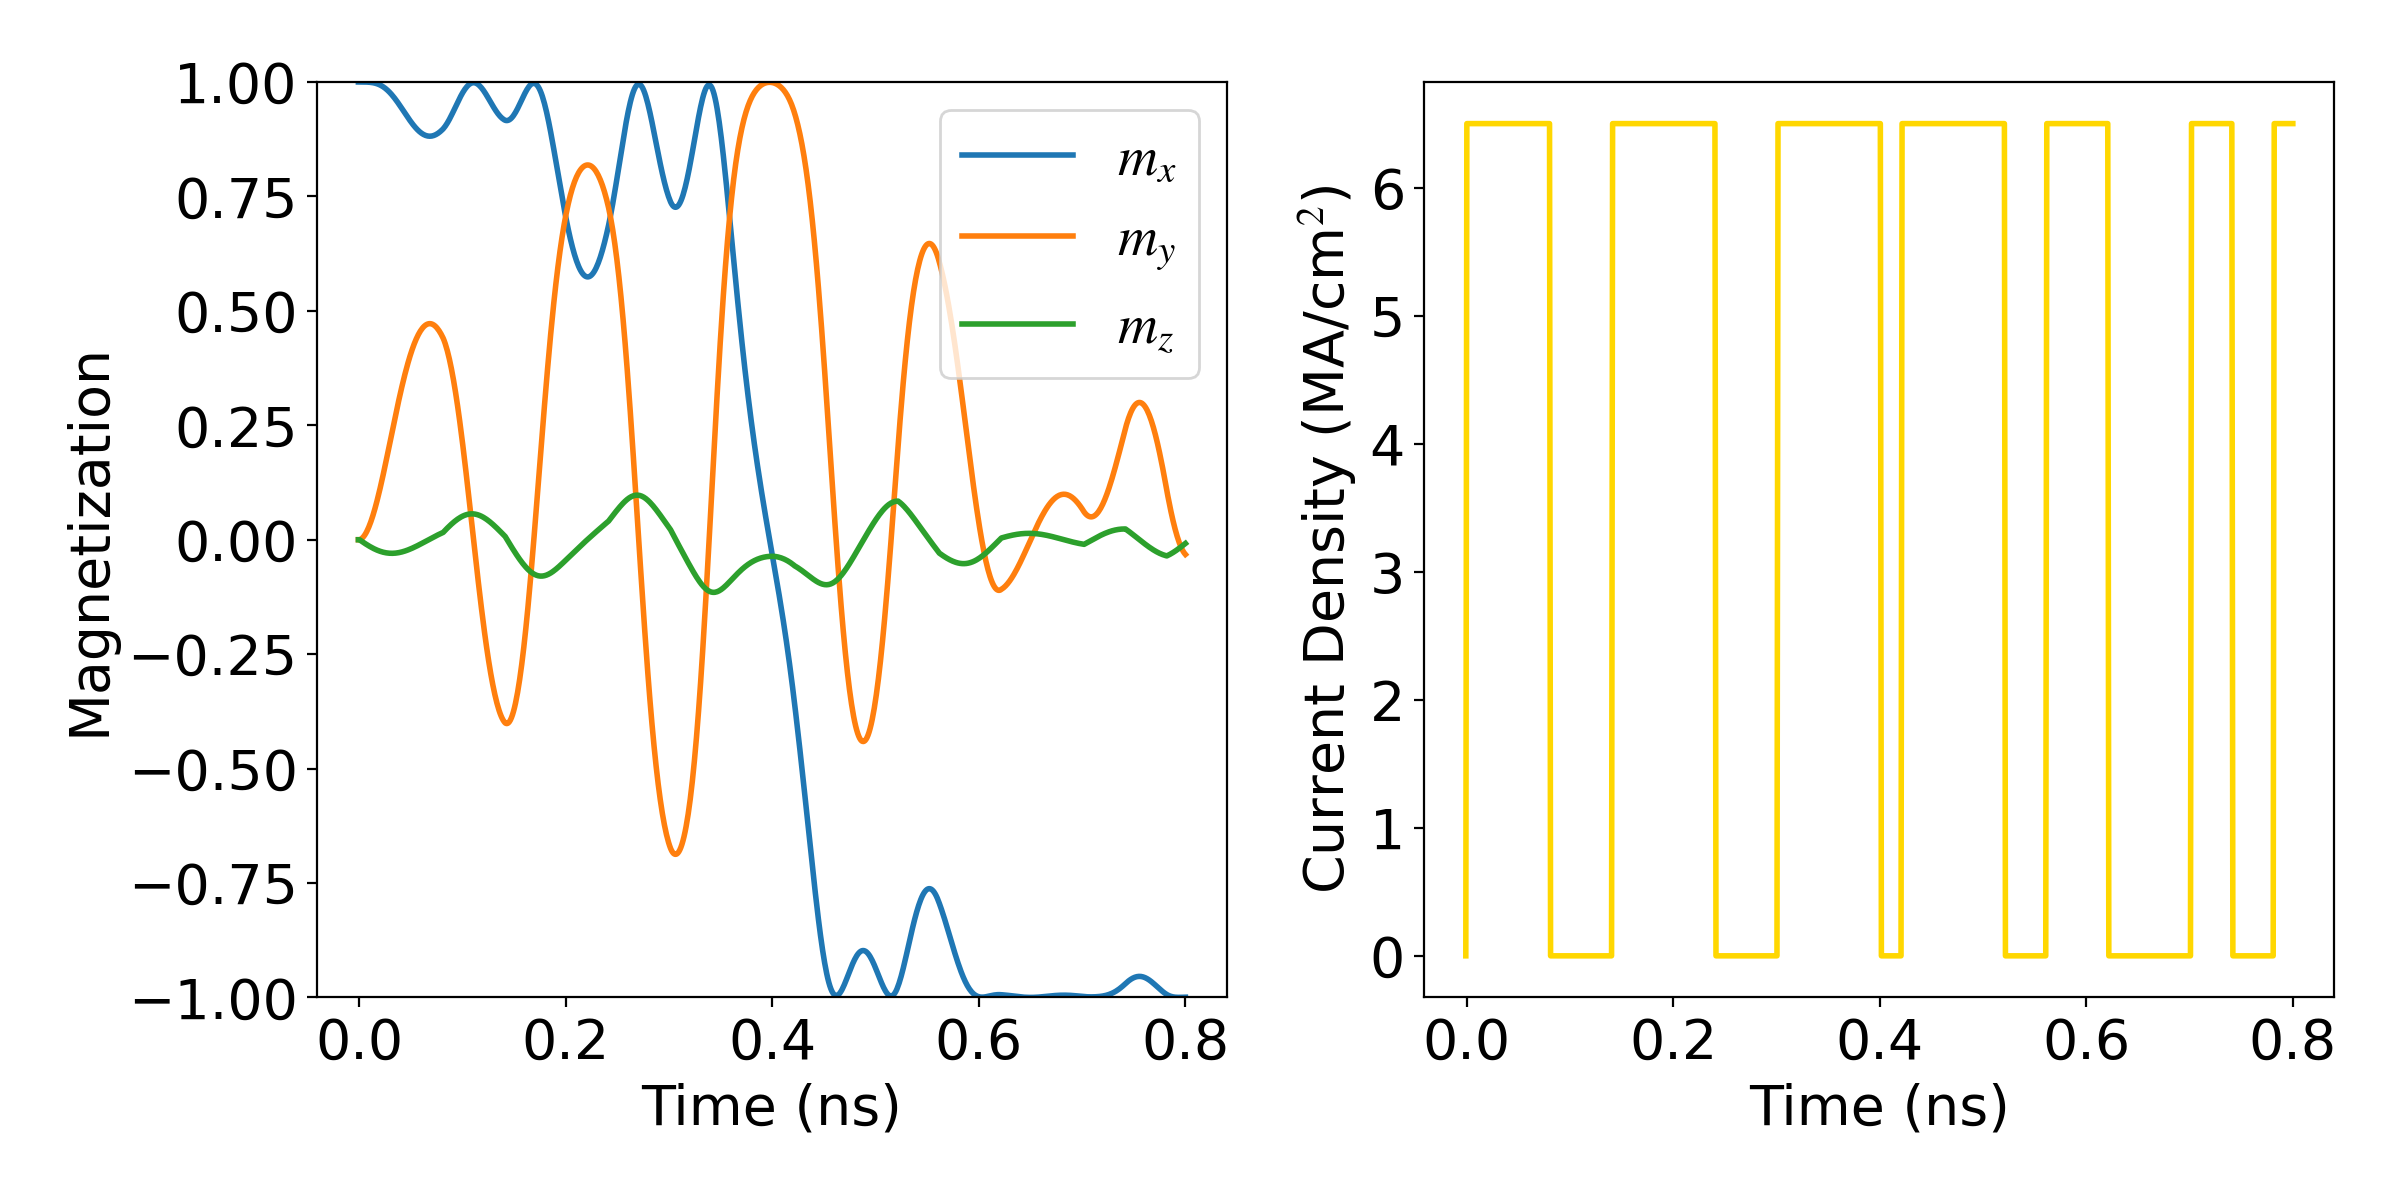 1.00
0.75
0.50
0.25
0.00
−0.25
−0.50
−0.75
−1.00
Magnetization
0.0 0.2 0.4 0.6 0.8
Time (ns)
mₓ
m_y
m_z
6
5
4
3
2
1
0
Current Density (MA/cm²)
0.0 0.2 0.4 0.6 0.8
Time (ns)